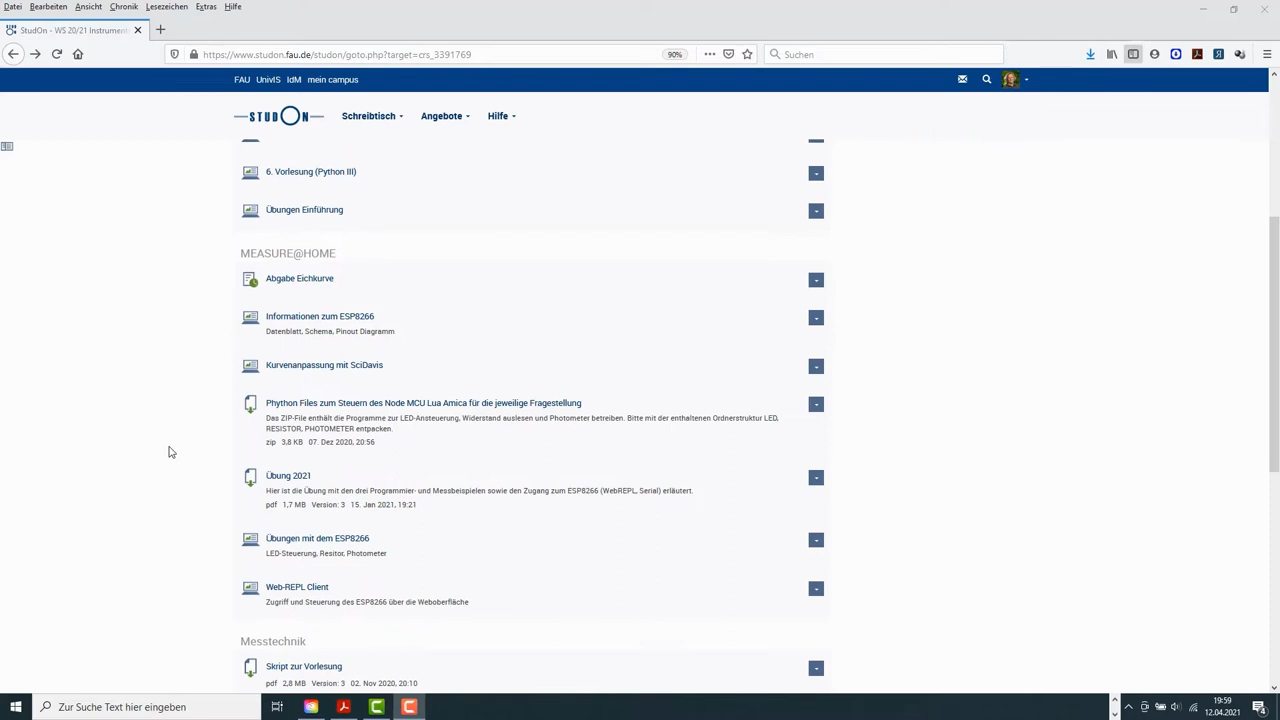 Datei Bearbeiten Ansicht Chronik Lesezeichen Extras Hilfe
StudOn - WS 20/21 Instrument
https://www.studon.fau.de/studon/goto.php?target=crs_3391769 90% Suchen
FAU UnivIS IdM mein campus
STUDON Schreibtisch Angebote Hilfe
6. Vorlesung (Python III)
Übungen Einführung
MEASURE@HOME
Abgabe Eichkurve
Informationen zum ESP8266
Datenblatt, Schema, Pinout Diagramm
Kurvenanpassung mit SciDavis
Phython Files zum Steuern des Node MCU Lua Amica für die jeweilige Fragestellung
Das ZIP-File enthält die Programme zur LED-Ansteuerung, Widerstand auslesen und Photometer betreiben. Bitte mit der enthaltenen Ordnerstruktur LED,
RESISTOR, PHOTOMETER entpacken.
zip 3,8 KB 07. Dez 2020, 20:56
Übung 2021
Hier ist die Übung mit den drei Programmier- und Messbeispielen sowie den Zugang zum ESP8266 (WebREPL, Serial) erläutert.
pdf 1,7 MB Version: 3 15. Jan 2021, 19:21
Übungen mit dem ESP8266
LED-Steuerung, Resitor, Photometer
Web-REPL Client
Zugriff und Steuerung des ESP8266 über die Weboberfläche
Messtechnik
Skript zur Vorlesung
pdf 2,8 MB Version: 3 02. Nov 2020, 20:10
Zur Suche Text hier eingeben
19:59
12.04.2021
4